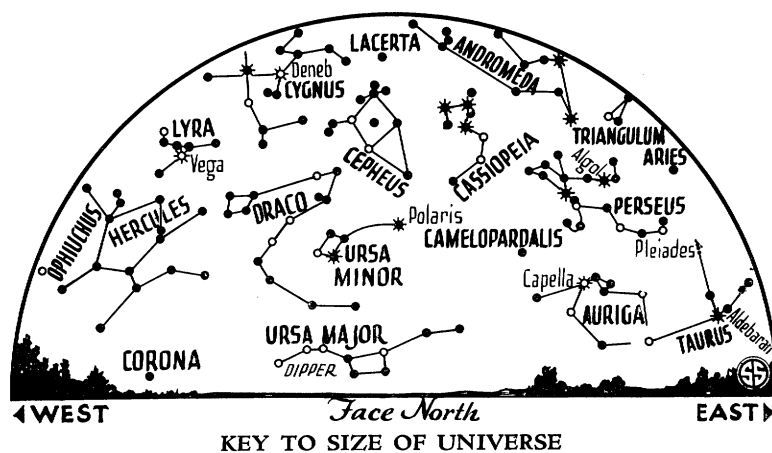 LACERTA
ANDROMEDA
Deneb
CYGNUS
LYRA
Vega
CEPHEUS
CASSIOPEIA
TRIANGULUM
ARIES
Algol
OPHIUCHUS
HERCULES
DRACO
Polaris
URSA
MINOR
CAMELOPARDALIS
PERSEUS
Pleiades
Capella
AURIGA
TAURUS
Aldebaran
URSA MAJOR
DIPPER
CORONA
SS
WEST
Face North
EAST
KEY TO SIZE OF UNIVERSE